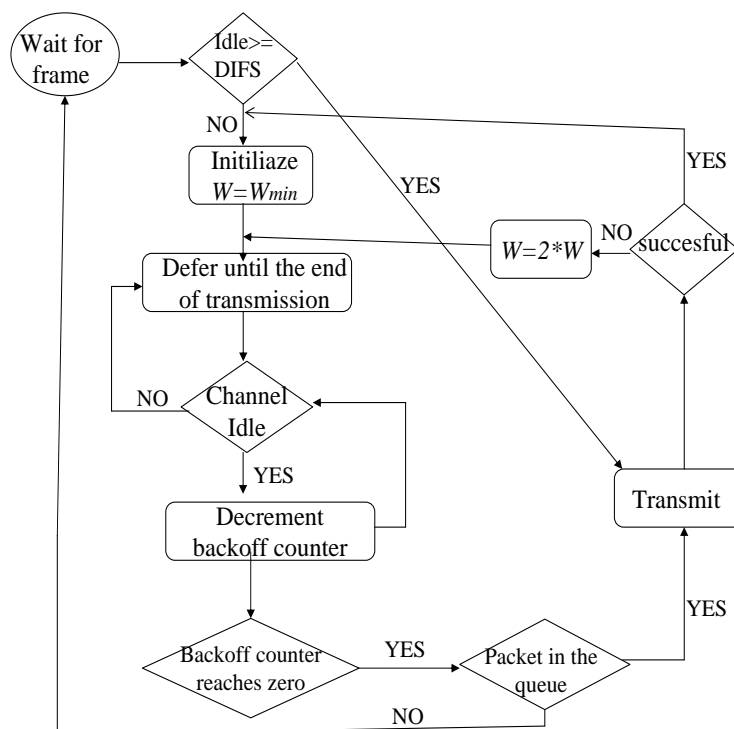 Wait for
frame
Idle>=
DIFS
NO
YES
Initiliaze
W=Wmin
YES
NO
succesful
W=2*W
Defer until the end
of transmission
NO
Channel
Idle
YES
Decrement
backoff counter
Transmit
YES
Backoff counter
reaches zero
YES
Packet in the
queue
NO